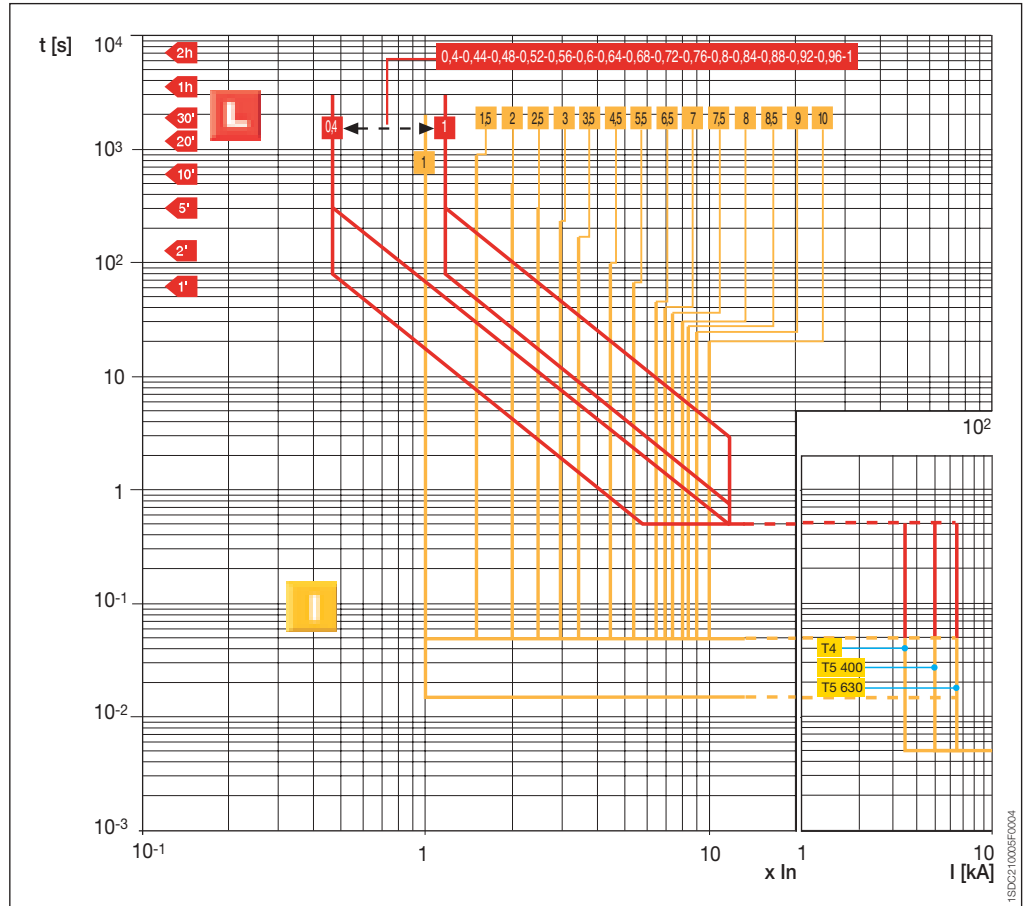 t [s]
10⁴
2h
0,4-0,44-0,48-0,52-0,56-0,6-0,64-0,68-0,72-0,76-0,8-0,84-0,88-0,92-0,96-1
1h
L
30'
0,4
1
1,5 2 2,5 3 3,5 4,5 5,5 6,5 7 7,5 8 8,5 9 10
20'
10³
1
10'
5'
2'
10²
1'
10
10²
1
10⁻¹
I
T4
T5 400
T5 630
10⁻²
10⁻³
10⁻¹ 1 10 1 10
x In I [kA]
1SDC210005F0004